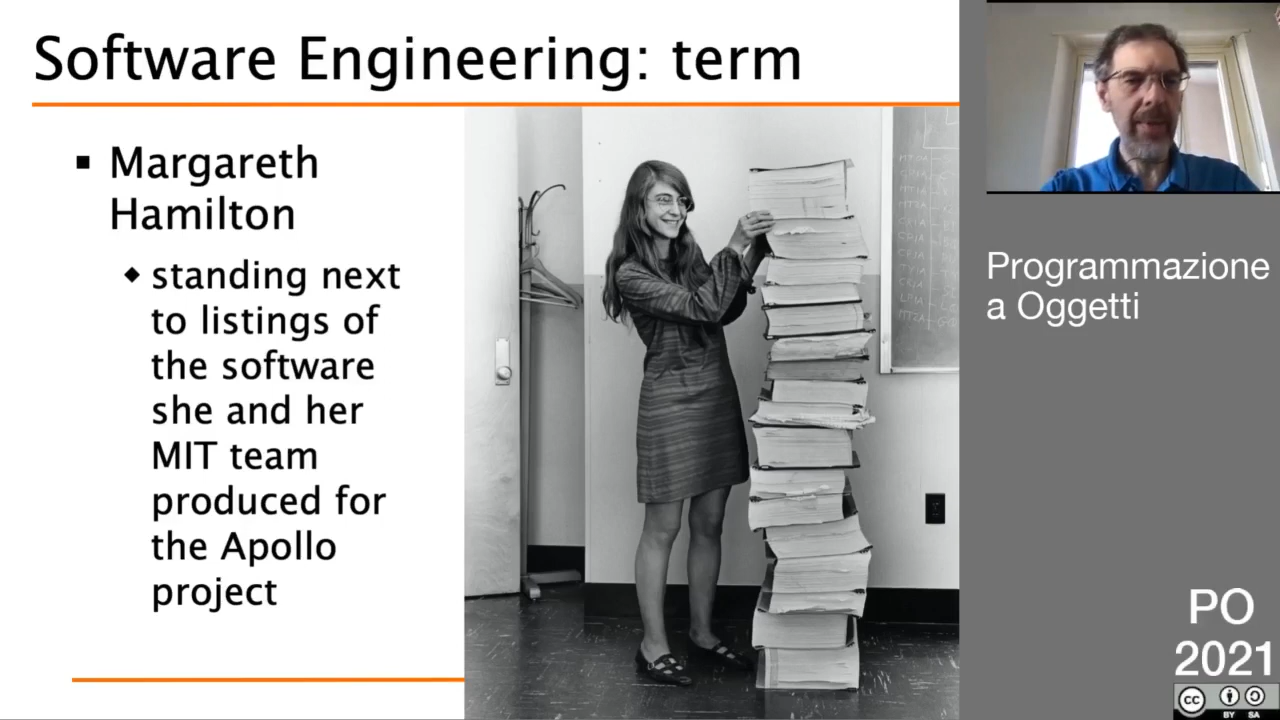 Software Engineering: term
Margareth
Hamilton
standing next
to listings of
the software
she and her
MIT team
produced for
the Apollo
project
Programmazione
a Oggetti
PO
2021
cc
BY SA